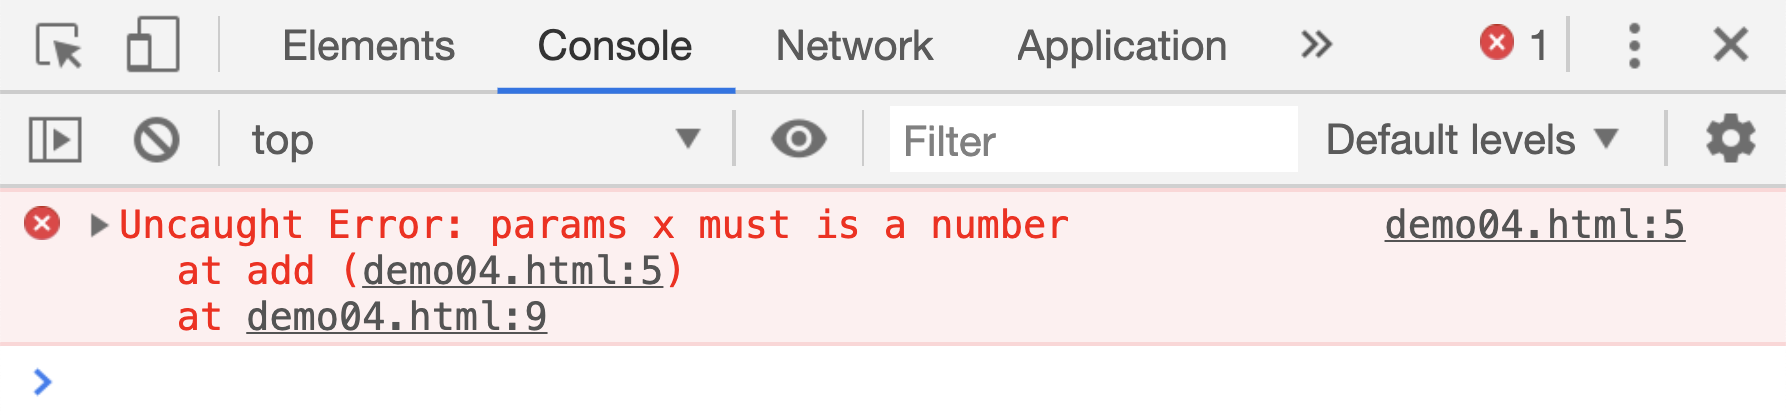 Elements Console Network Application 1
top Filter Default levels
Uncaught Error: params x must is a number demo04.html:5
at add (demo04.html:5)
at demo04.html:9